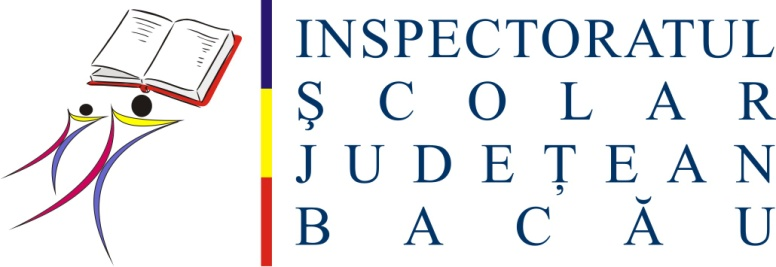 INSPECTORATUL
ŞCOLAR
JUDEȚEAN
BACĂU